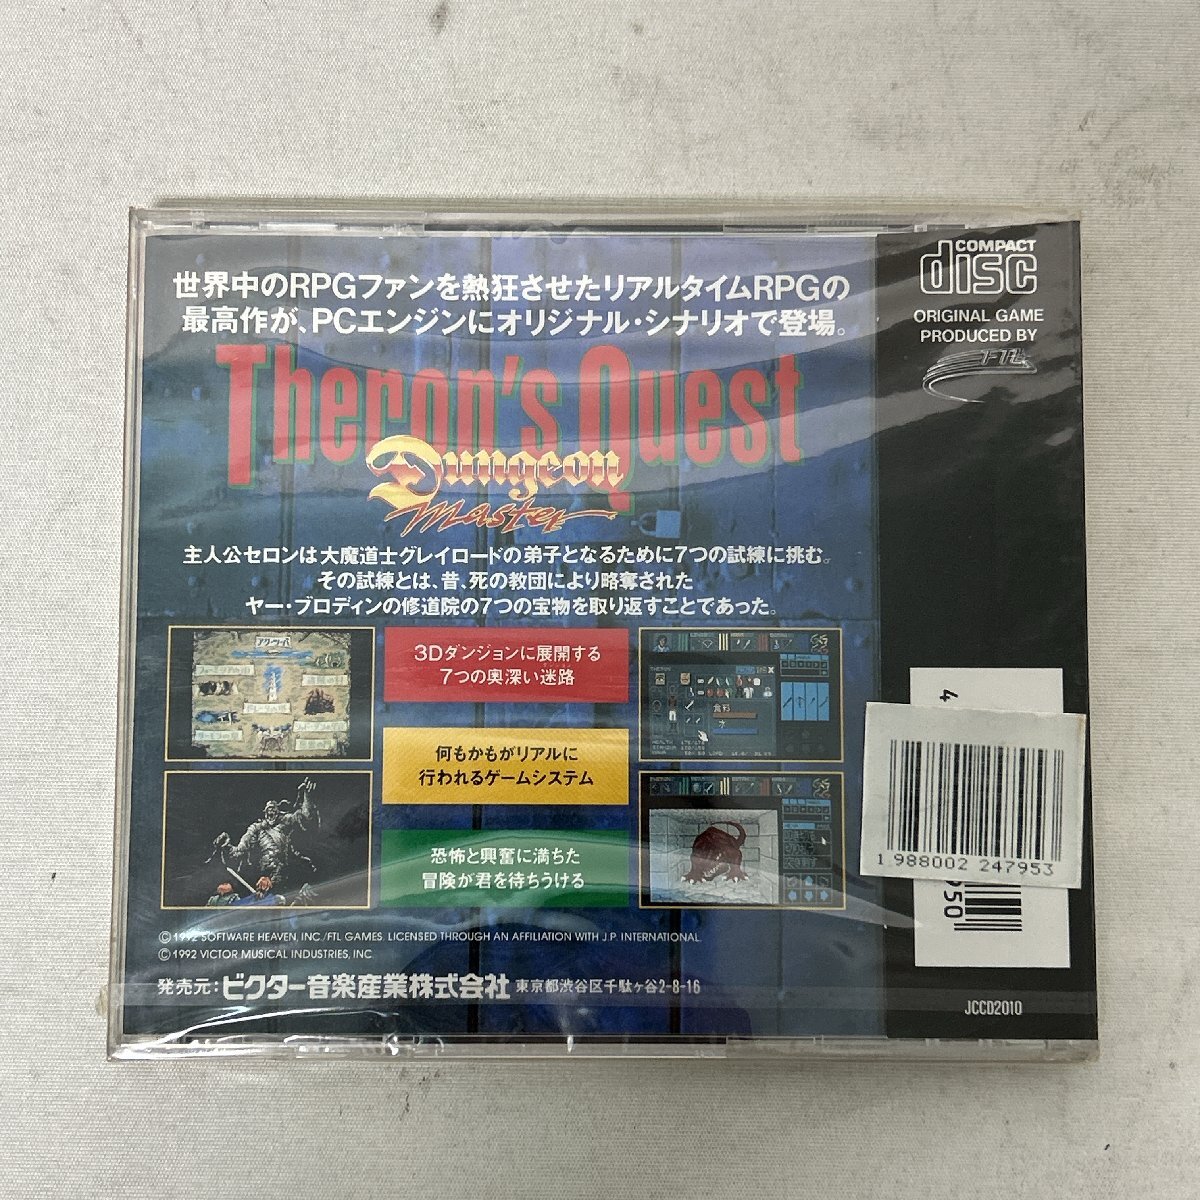 世界中のRPGファンを熱狂させたリアルタイムRPGの
最高作が、PCエンジンにオリジナル・シナリオで登場。
Theron's Quest
Dungeon
Master
主人公セロンは大魔道士グレイロードの弟子となるために7つの試練に挑む。
その試練とは、昔、死の教団により略奪された
ヤー・ブロディンの修道院の7つの宝物を取り返すことであった。
3Dダンジョンに展開する
7つの奥深い迷路
何もかもがリアルに
行われるゲームシステム
恐怖と興奮に満ちた
冒険が君を待ちうける
©1992 SOFTWARE HEAVEN, INC./FTL GAMES. LICENSED THROUGH AN AFFILIATION WITH J.P. INTERNATIONAL.
©1992 VICTOR MUSICAL INDUSTRIES, INC.
発売元:ビクター音楽産業株式会社 東京都渋谷区千駄ヶ谷2-8-16
COMPACT
disc
ORIGINAL GAME
PRODUCED BY
FTL
4
1 988002 247953
950
JCCD2010